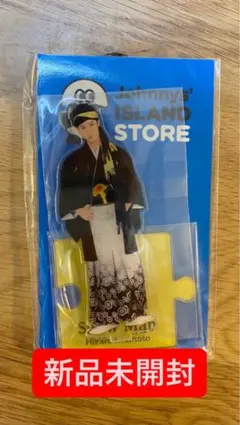 Johnnys'
ISLAND
STORE
Snow Man
新品未開封